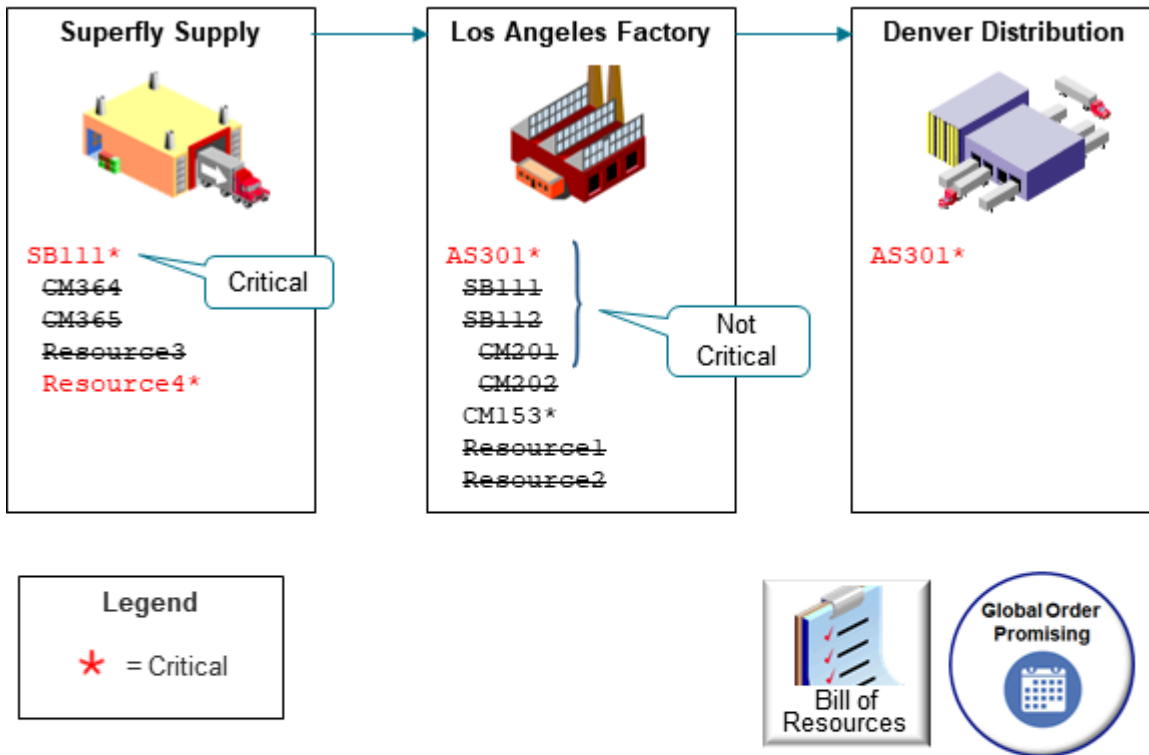 Superfly Supply
Los Angeles Factory
Denver Distribution
SB111*
CM364
CM365
Resource3
Resource4*
Critical
AS301*
SB111
SB112
CM201
CM202
CM153*
Resource1
Resource2
Not
Critical
AS301*
Legend
* = Critical
Bill of
Resources
Global Order
Promising